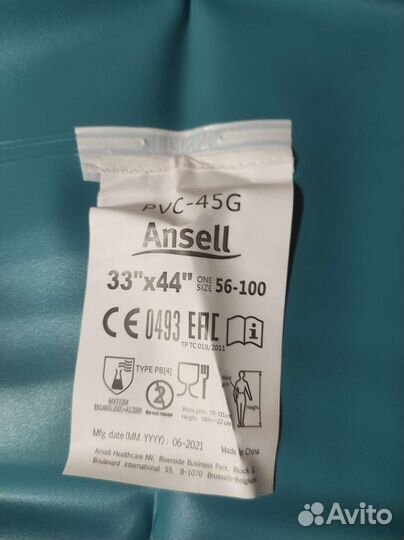 PVC-45G
Ansell
33"x44" ONE SIZE 56-100
CE 0493 EAC i
TP TC 019/2011
TYPE PB[4]
EN14605:2005+A1:2009
Height
Mfg date (MM. YYYY) : 06-2021
Made in China
Ansell Healthcare NV, Riverside Business Park, Block J,
Boulevard International 55, B-1070 Brussels-Belgium
Avito